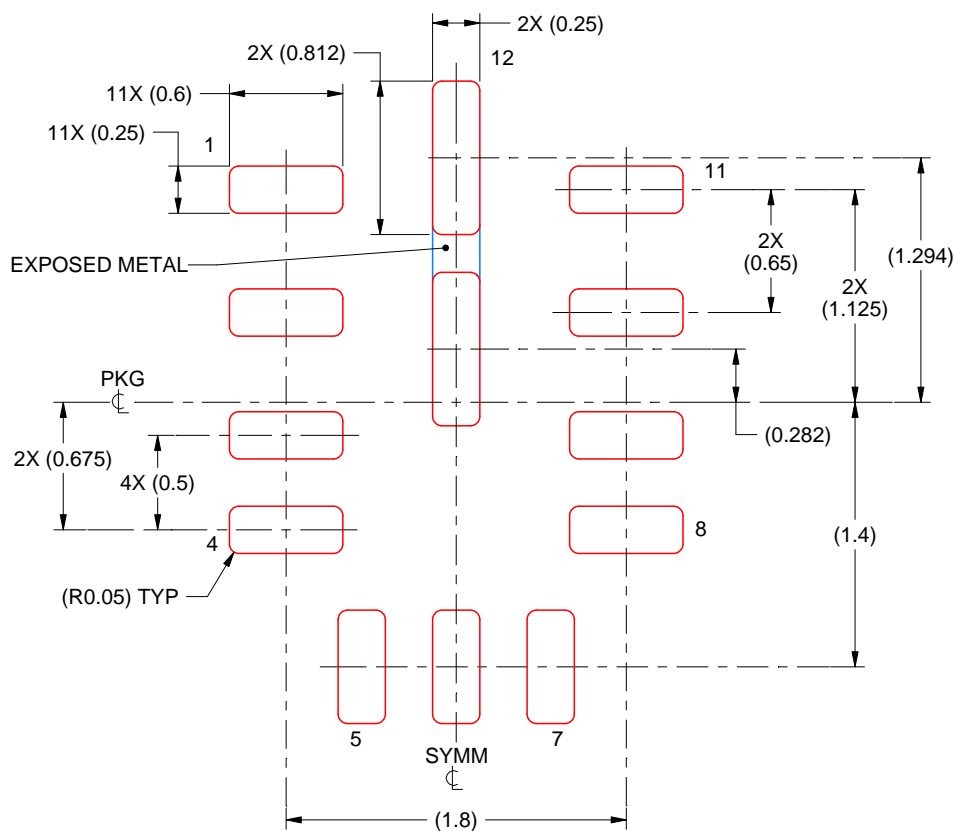 2X (0.25)
2X (0.812)
12
11X (0.6)
11X (0.25)
1
11
EXPOSED METAL
2X
(0.65)
2X
(1.125)
(1.294)
PKG
(0.282)
2X (0.675)
4X (0.5)
4
8
(1.4)
(R0.05) TYP
5
7
SYMM
(1.8)